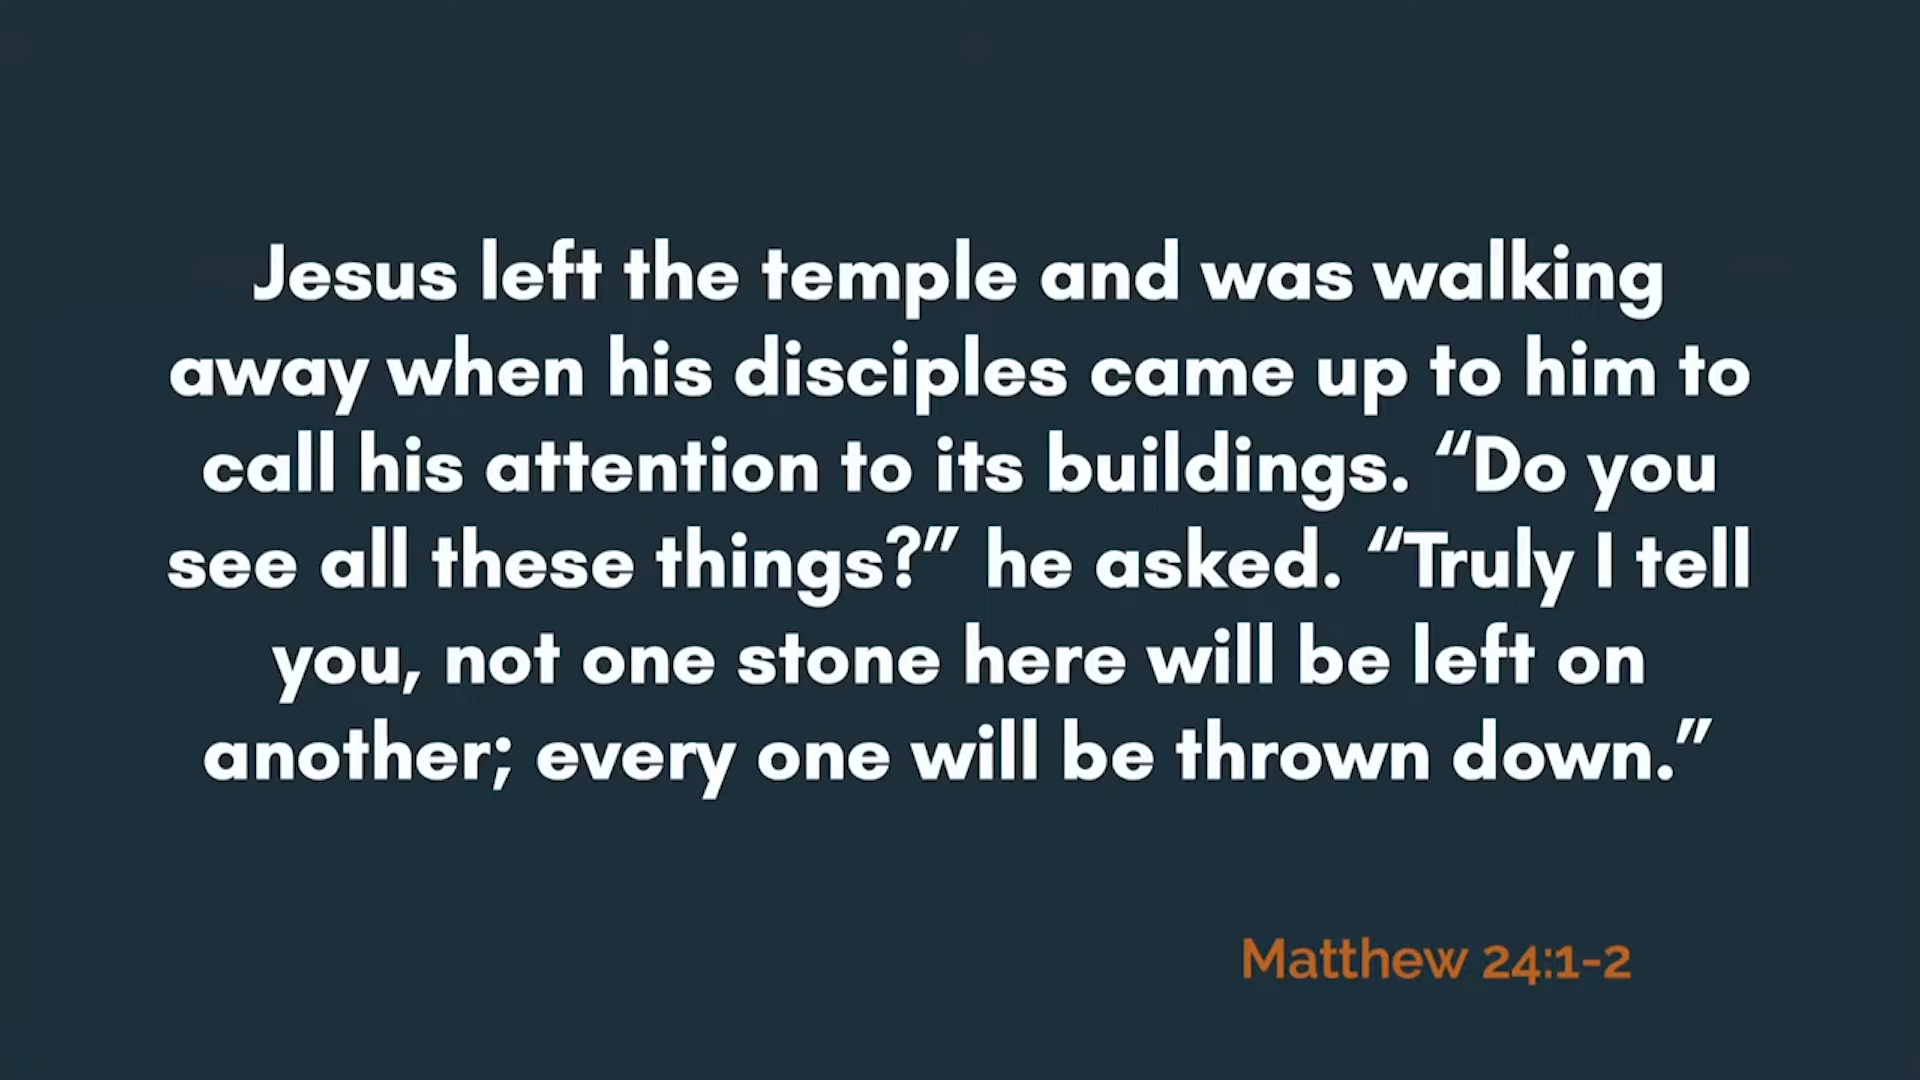 Jesus left the temple and was walking
away when his disciples came up to him to
call his attention to its buildings. “Do you
see all these things?” he asked. “Truly I tell
you, not one stone here will be left on
another; every one will be thrown down.”
Matthew 24:1-2